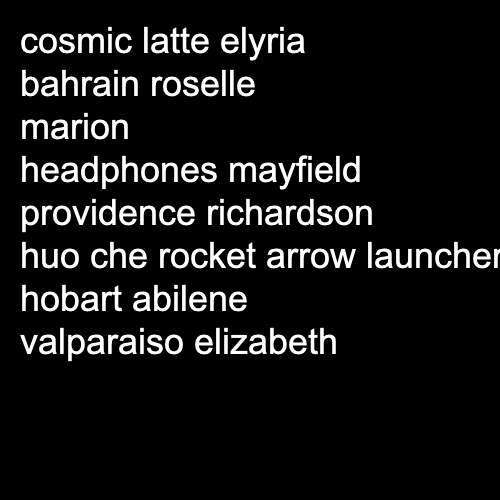 cosmic latte elyria
bahrain roselle
marion
headphones mayfield
providence richardson
huo che rocket arrow launcher
hobart abilene
valparaiso elizabeth